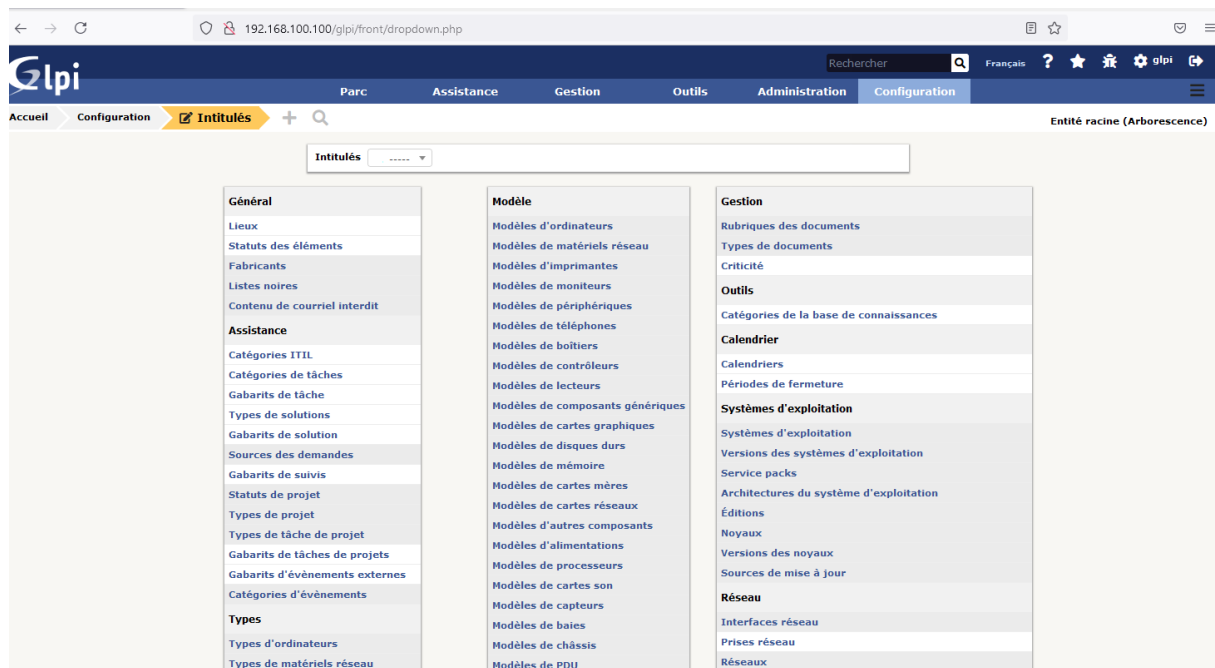 192.168.100.100/glpi/front/dropdown.php
Glpi
Rechercher
Français ? glpi
Parc Assistance Gestion Outils Administration Configuration
Accueil Configuration Intitulés
Entité racine (Arborescence)
Intitulés -----
Général
Lieux
Statuts des éléments
Fabricants
Listes noires
Contenu de courriel interdit
Assistance
Catégories ITIL
Catégories de tâches
Gabarits de tâche
Types de solutions
Gabarits de solution
Sources des demandes
Gabarits de suivis
Statuts de projet
Types de projet
Types de tâche de projet
Gabarits de tâches de projets
Gabarits d'évènements externes
Catégories d'évènements
Types
Types d'ordinateurs
Types de matériels réseau
Modèle
Modèles d'ordinateurs
Modèles de matériels réseau
Modèles d'imprimantes
Modèles de moniteurs
Modèles de périphériques
Modèles de téléphones
Modèles de boîtiers
Modèles de contrôleurs
Modèles de lecteurs
Modèles de composants génériques
Modèles de cartes graphiques
Modèles de disques durs
Modèles de mémoire
Modèles de cartes mères
Modèles de cartes réseaux
Modèles d'autres composants
Modèles d'alimentations
Modèles de processeurs
Modèles de cartes son
Modèles de capteurs
Modèles de baies
Modèles de châssis
Modèles de PDU
Gestion
Rubriques des documents
Types de documents
Criticité
Outils
Catégories de la base de connaissances
Calendrier
Calendriers
Périodes de fermeture
Systèmes d'exploitation
Systèmes d'exploitation
Versions des systèmes d'exploitation
Service packs
Architectures du système d'exploitation
Éditions
Noyaux
Versions des noyaux
Sources de mise à jour
Réseau
Interfaces réseau
Prises réseau
Réseaux